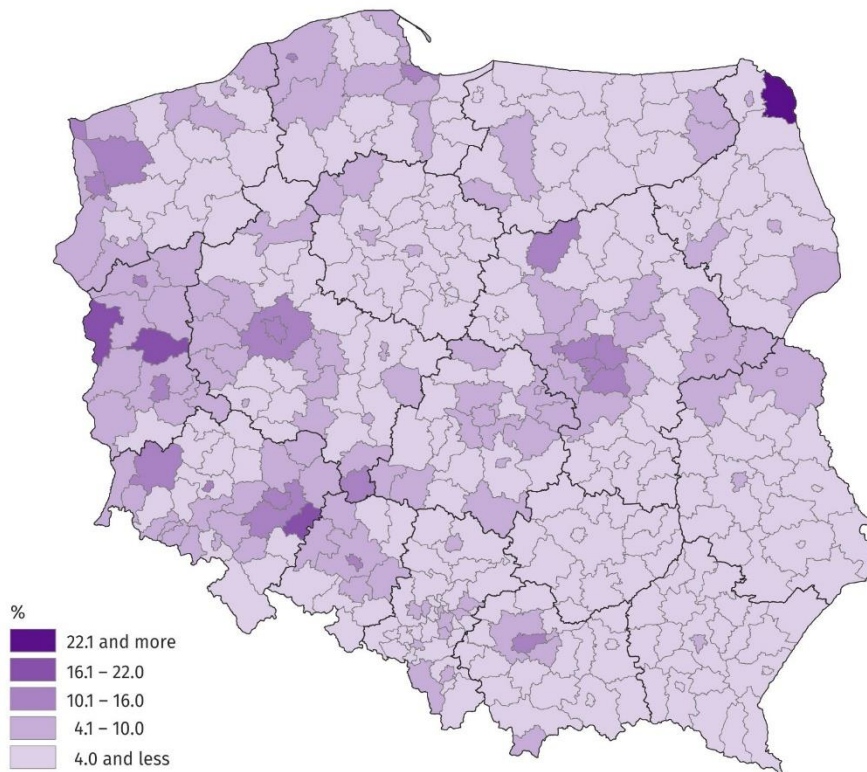 %
22.1 and more
16.1 – 22.0
10.1 – 16.0
4.1 – 10.0
4.0 and less